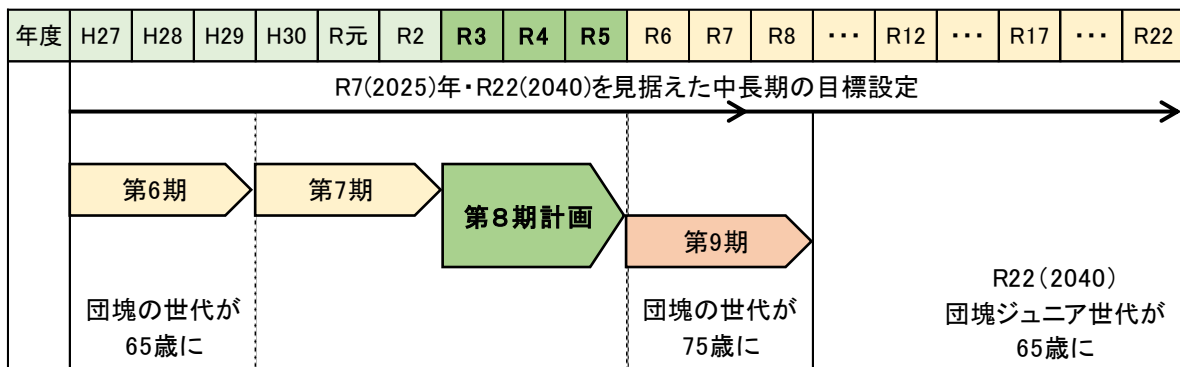 年度 H27 H28 H29 H30 R元 R2 R3 R4 R5 R6 R7 R8 ・・・ R12 ・・・ R17 ・・・ R22
R7(2025)年・R22(2040)を見据えた中長期の目標設定
第6期
第7期
第８期計画
第9期
団塊の世代が
65歳に
団塊の世代が
75歳に
R22（2040）
団塊ジュニア世代が
65歳に